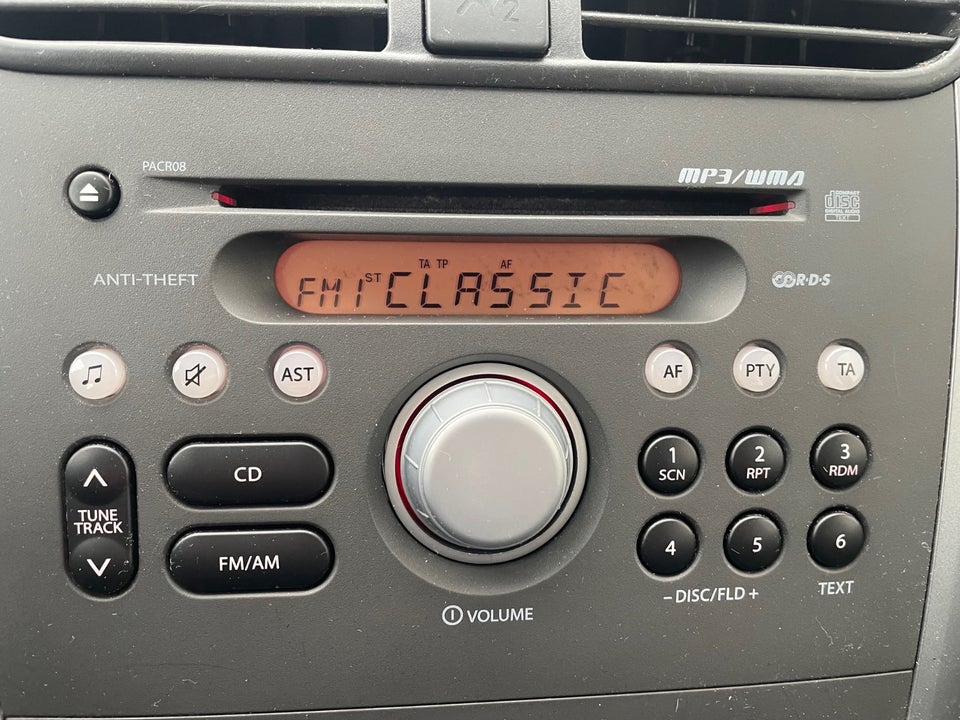 PACR08
MP3/WMA
COMPACT
disc
DIGITAL AUDIO
TEXT
ANTI-THEFT
TA TP AF
FM1 ST CLASSIC
R·D·S
AST
AF
PTY
TA
CD
1
SCN
2
RPT
3
RDM
TUNE
TRACK
FM/AM
4
5
6
- DISC/FLD +
TEXT
VOLUME